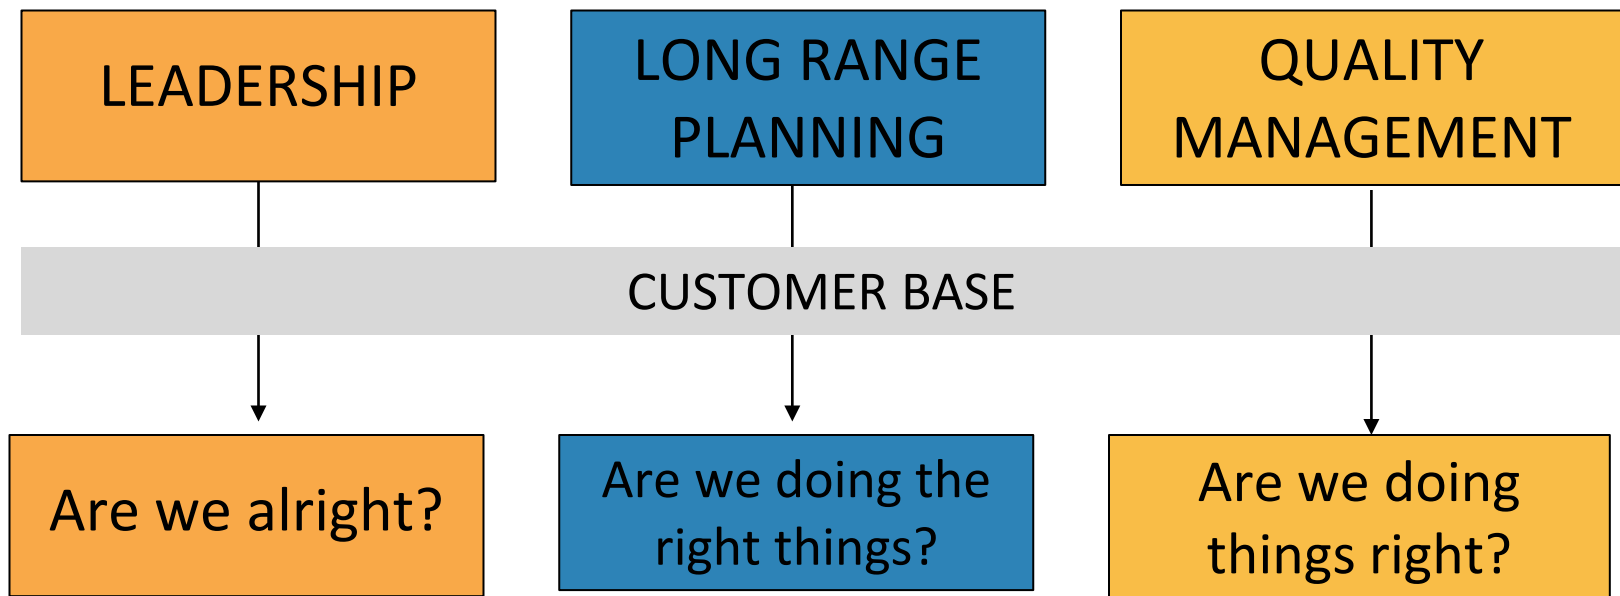 LEADERSHIP
LONG RANGE
PLANNING
QUALITY
MANAGEMENT
CUSTOMER BASE
Are we alright?
Are we doing the
right things?
Are we doing
things right?